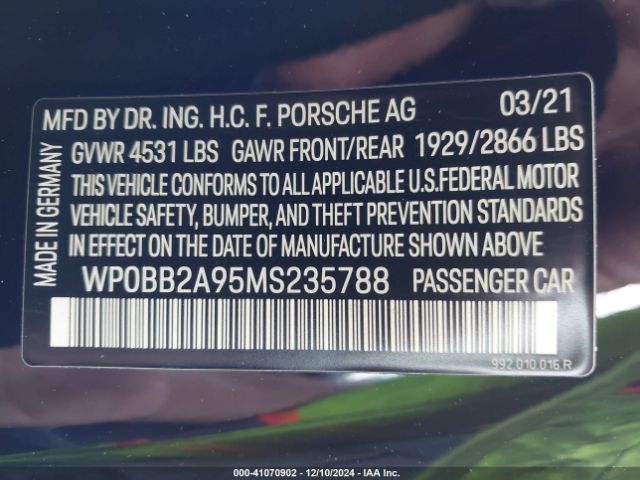 MFD BY DR. ING. H.C. F. PORSCHE AG 03/21
GVWR 4531 LBS GAWR FRONT/REAR 1929/2866 LBS
THIS VEHICLE CONFORMS TO ALL APPLICABLE U.S.FEDERAL MOTOR
VEHICLE SAFETY, BUMPER, AND THEFT PREVENTION STANDARDS
IN EFFECT ON THE DATE OF MANUFACTURE SHOWN ABOVE
WP0BB2A95MS235788 PASSENGER CAR
MADE IN GERMANY
992.010.016 R
000-41070902 - 12/10/2024 - IAA Inc.